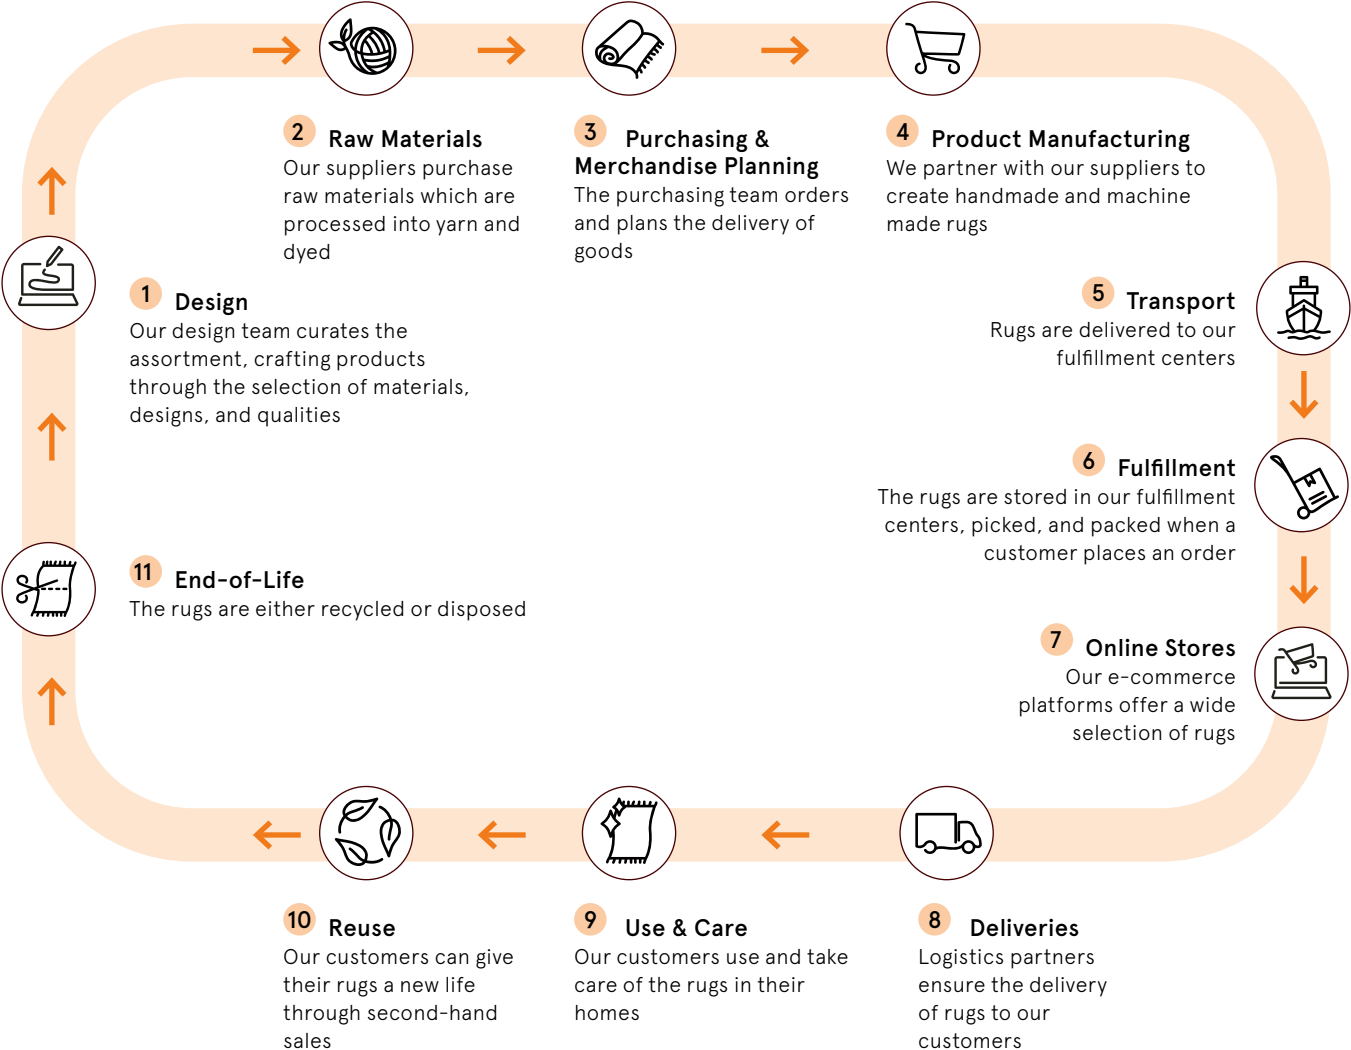 1 Design
Our design team curates the
assortment, crafting products
through the selection of materials,
designs, and qualities
2 Raw Materials
Our suppliers purchase
raw materials which are
processed into yarn and
dyed
3 Purchasing &
Merchandise Planning
The purchasing team orders
and plans the delivery of
goods
4 Product Manufacturing
We partner with our suppliers to
create handmade and machine
made rugs
5 Transport
Rugs are delivered to our
fulfillment centers
6 Fulfillment
The rugs are stored in our fulfillment
centers, picked, and packed when a
customer places an order
7 Online Stores
Our e-commerce
platforms offer a wide
selection of rugs
8 Deliveries
Logistics partners
ensure the delivery
of rugs to our
customers
9 Use & Care
Our customers use and take
care of the rugs in their
homes
10 Reuse
Our customers can give
their rugs a new life
through second-hand
sales
11 End-of-Life
The rugs are either recycled or disposed